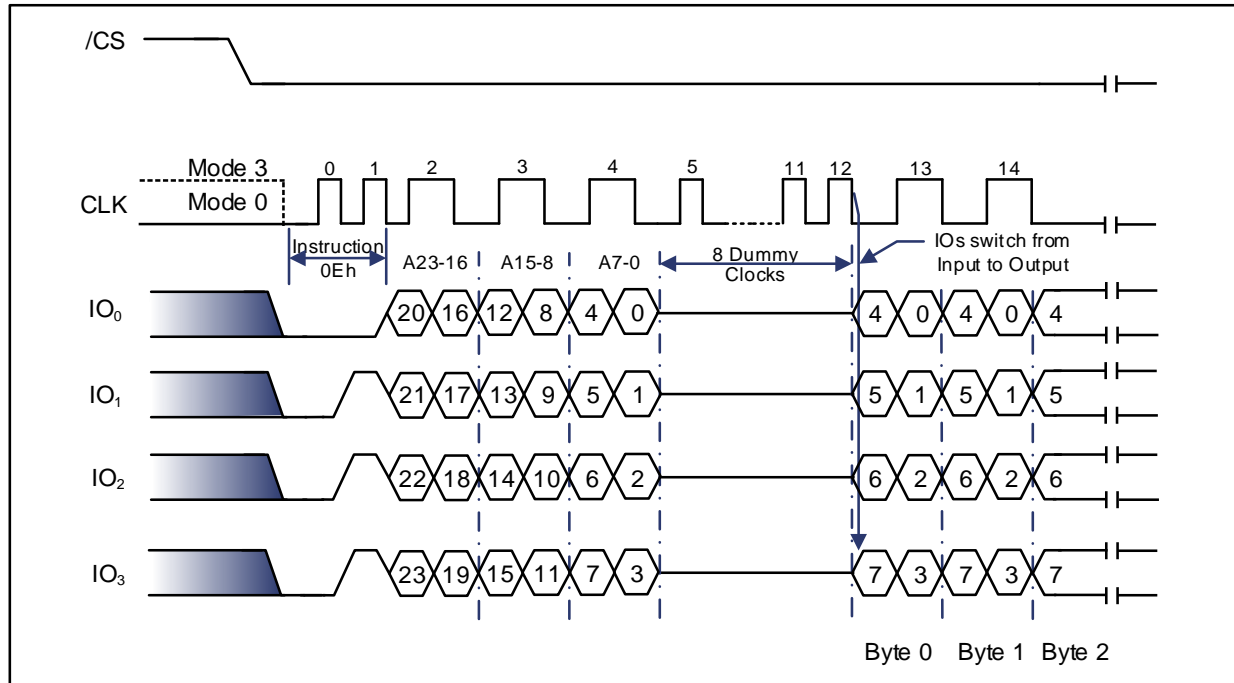 /CS
Mode 3
0 1 2 3 4 5 11 12 13 14
Mode 0
CLK
Instruction
0Eh
A23-16 A15-8 A7-0
8 Dummy
Clocks
IOs switch from
Input to Output
IO₀
20 16 12 8 4 0 4 0 4 0 4
IO₁
21 17 13 9 5 1 5 1 5 1 5
IO₂
22 18 14 10 6 2 6 2 6 2 6
IO₃
23 19 15 11 7 3 7 3 7 3 7
Byte 0 Byte 1 Byte 2